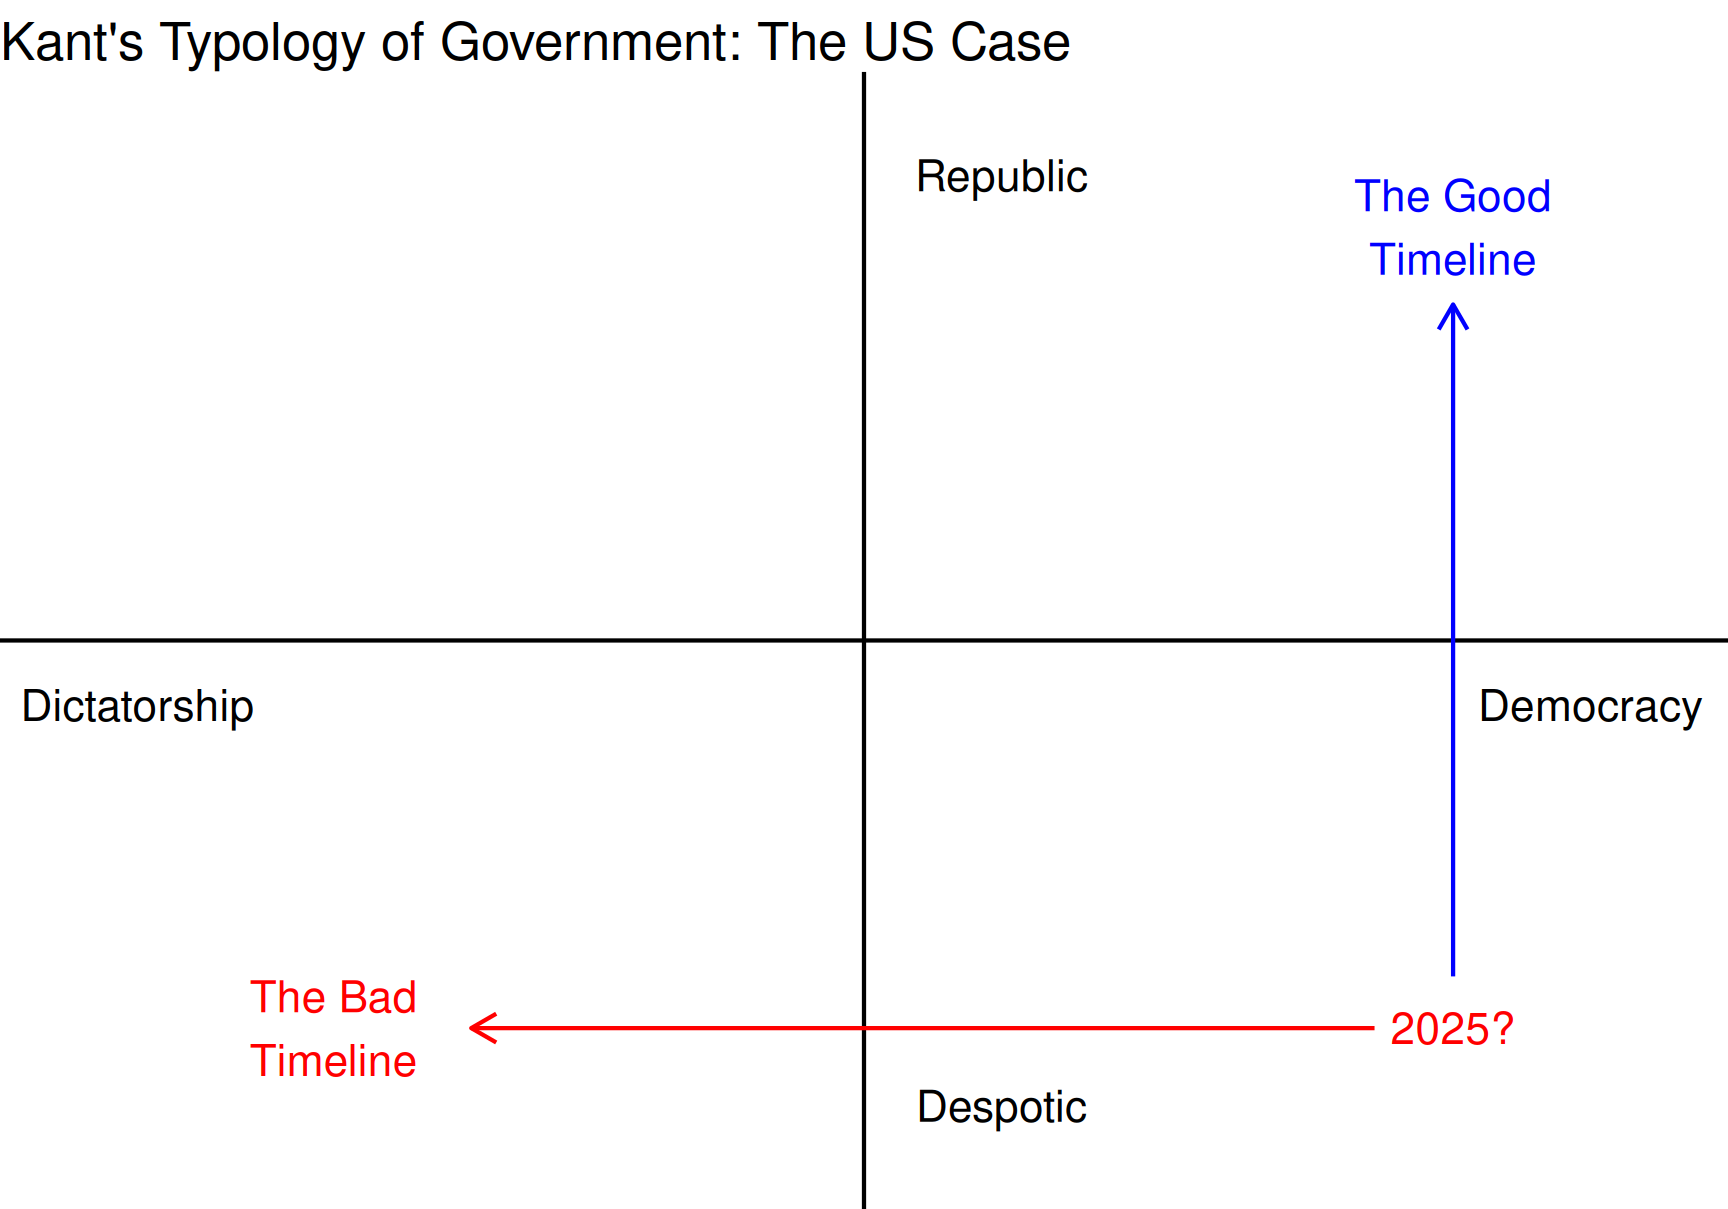 Kant's Typology of Government: The US Case
Republic
The Good
Timeline
Dictatorship
Democracy
The Bad
Timeline
2025?
Despotic